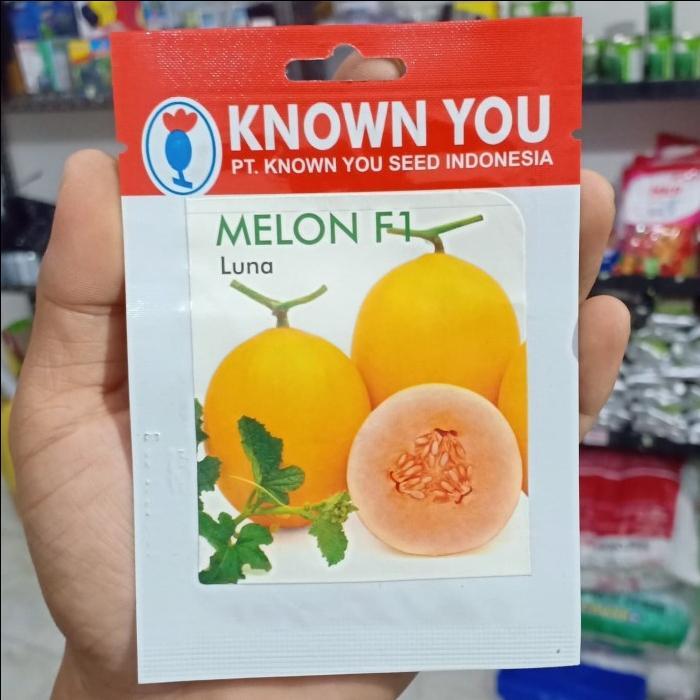 KNOWN YOU
PT. KNOWN YOU SEED INDONESIA
MELON F1
Luna